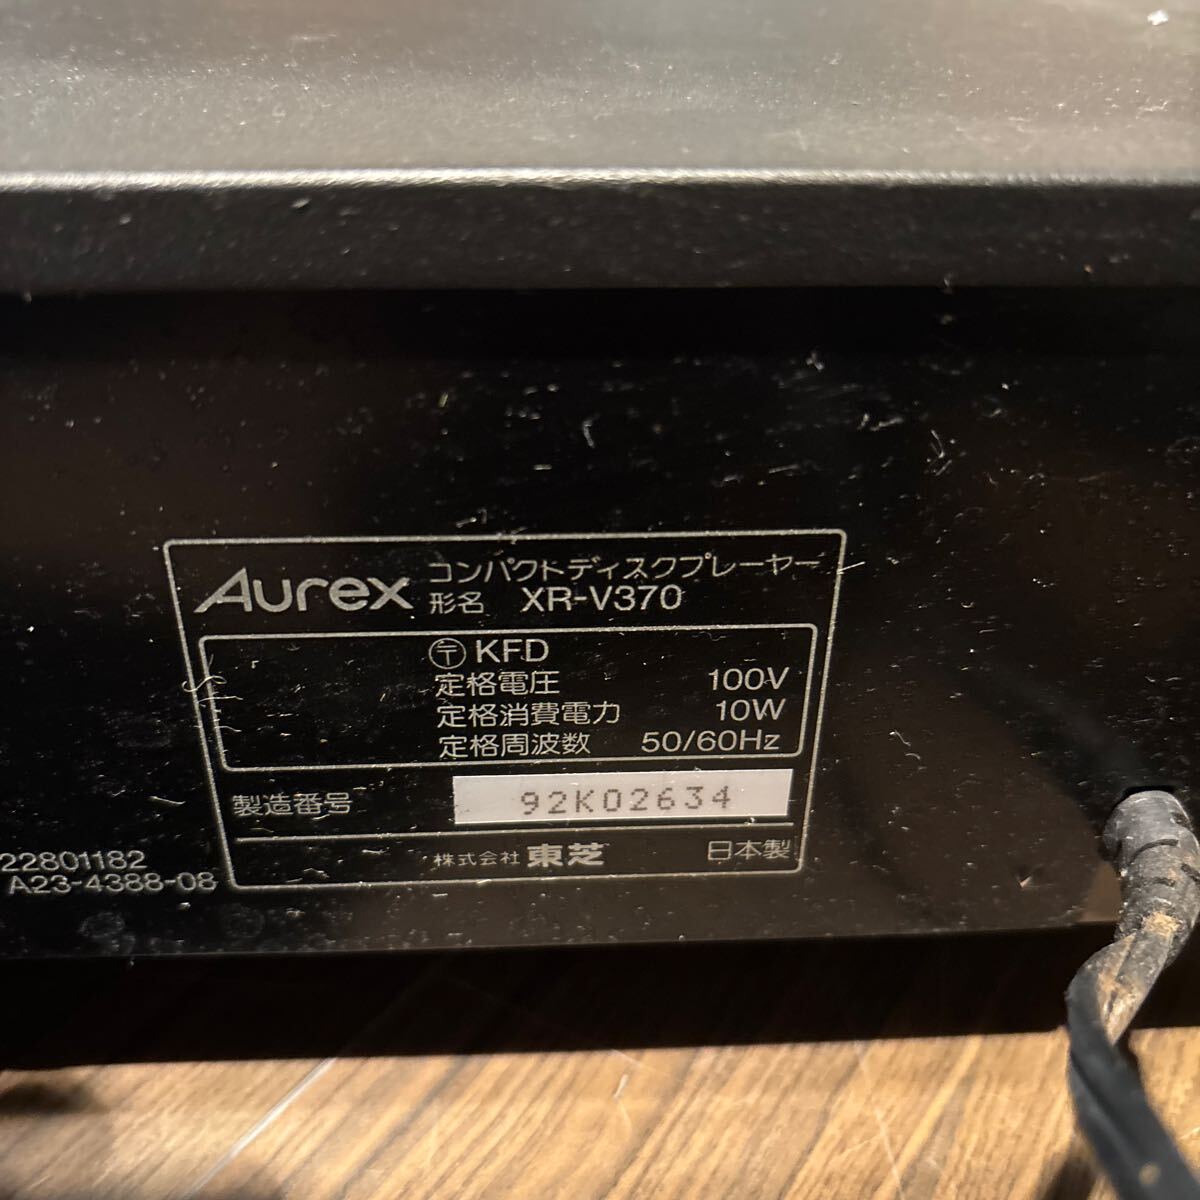 Aurex コンパクトディスクプレーヤー
形名 XR-V370
〶 KFD
定格電圧 100V
定格消費電力 10W
定格周波数 50/60Hz
製造番号 92K02634
株式会社 東芝 日本製
22801182
A23-4388-08